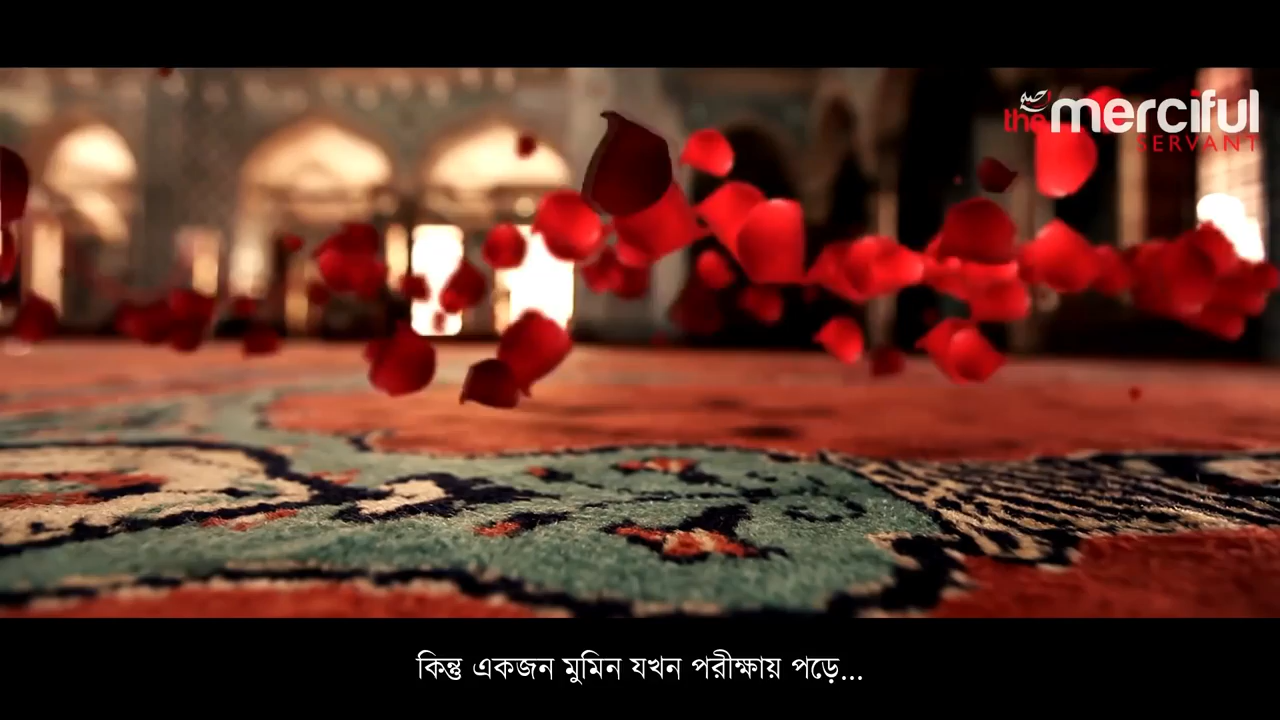 the merciful
SERVANT
কিন্তু একজন মুমিন যখন পরীক্ষায় পড়ে...